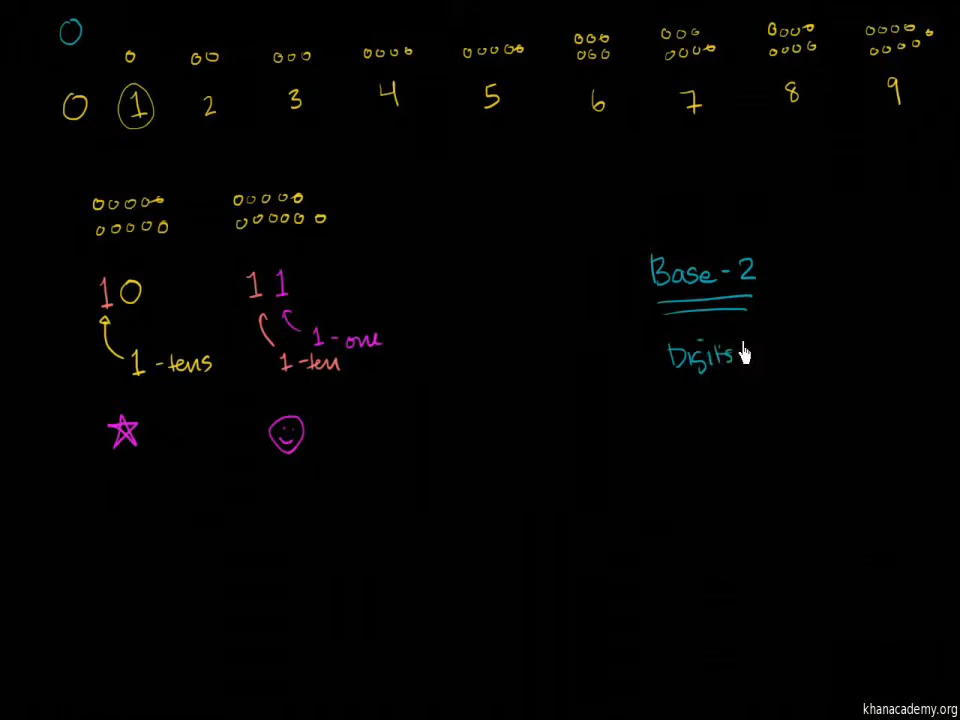 0 1 2 3 4 5 6 7 8 9
10 11
1-one
1-tens 1-ten
Base-2
Digits
khanacademy.org